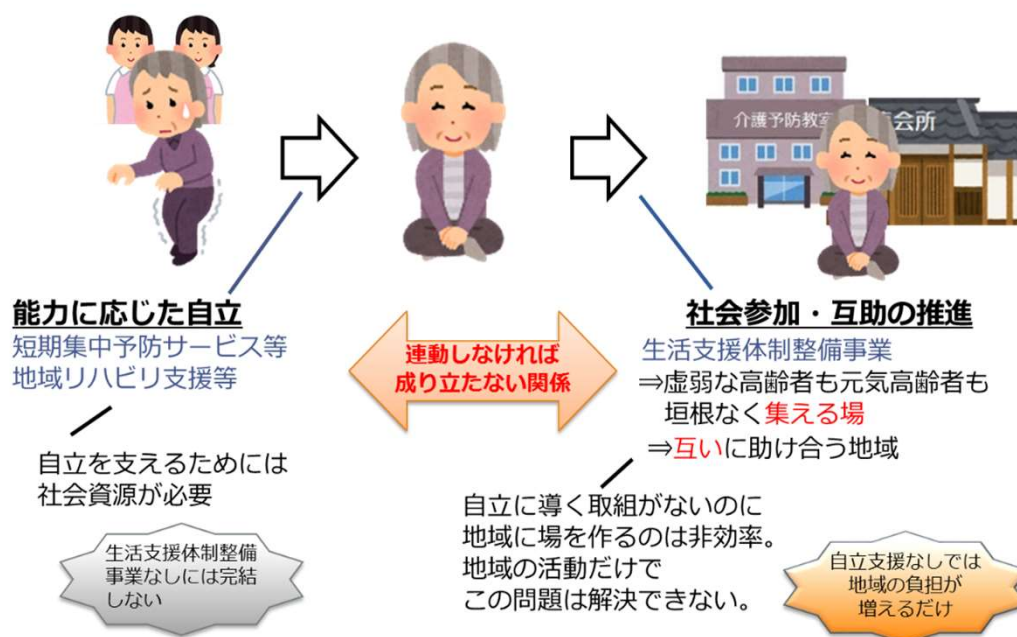 介護予防教室
会所
能力に応じた自立
短期集中予防サービス等
地域リハビリ支援等
自立を支えるためには
社会資源が必要
生活支援体制整備
事業なしには完結
しない
連動しなければ
成り立たない関係
社会参加・互助の推進
生活支援体制整備事業
⇒虚弱な高齢者も元気高齢者も
垣根なく集える場
⇒互いに助け合う地域
自立に導く取組がないのに
地域に場を作るのは非効率。
地域の活動だけで
この問題は解決できない。
自立支援なしでは
地域の負担が
増えるだけ